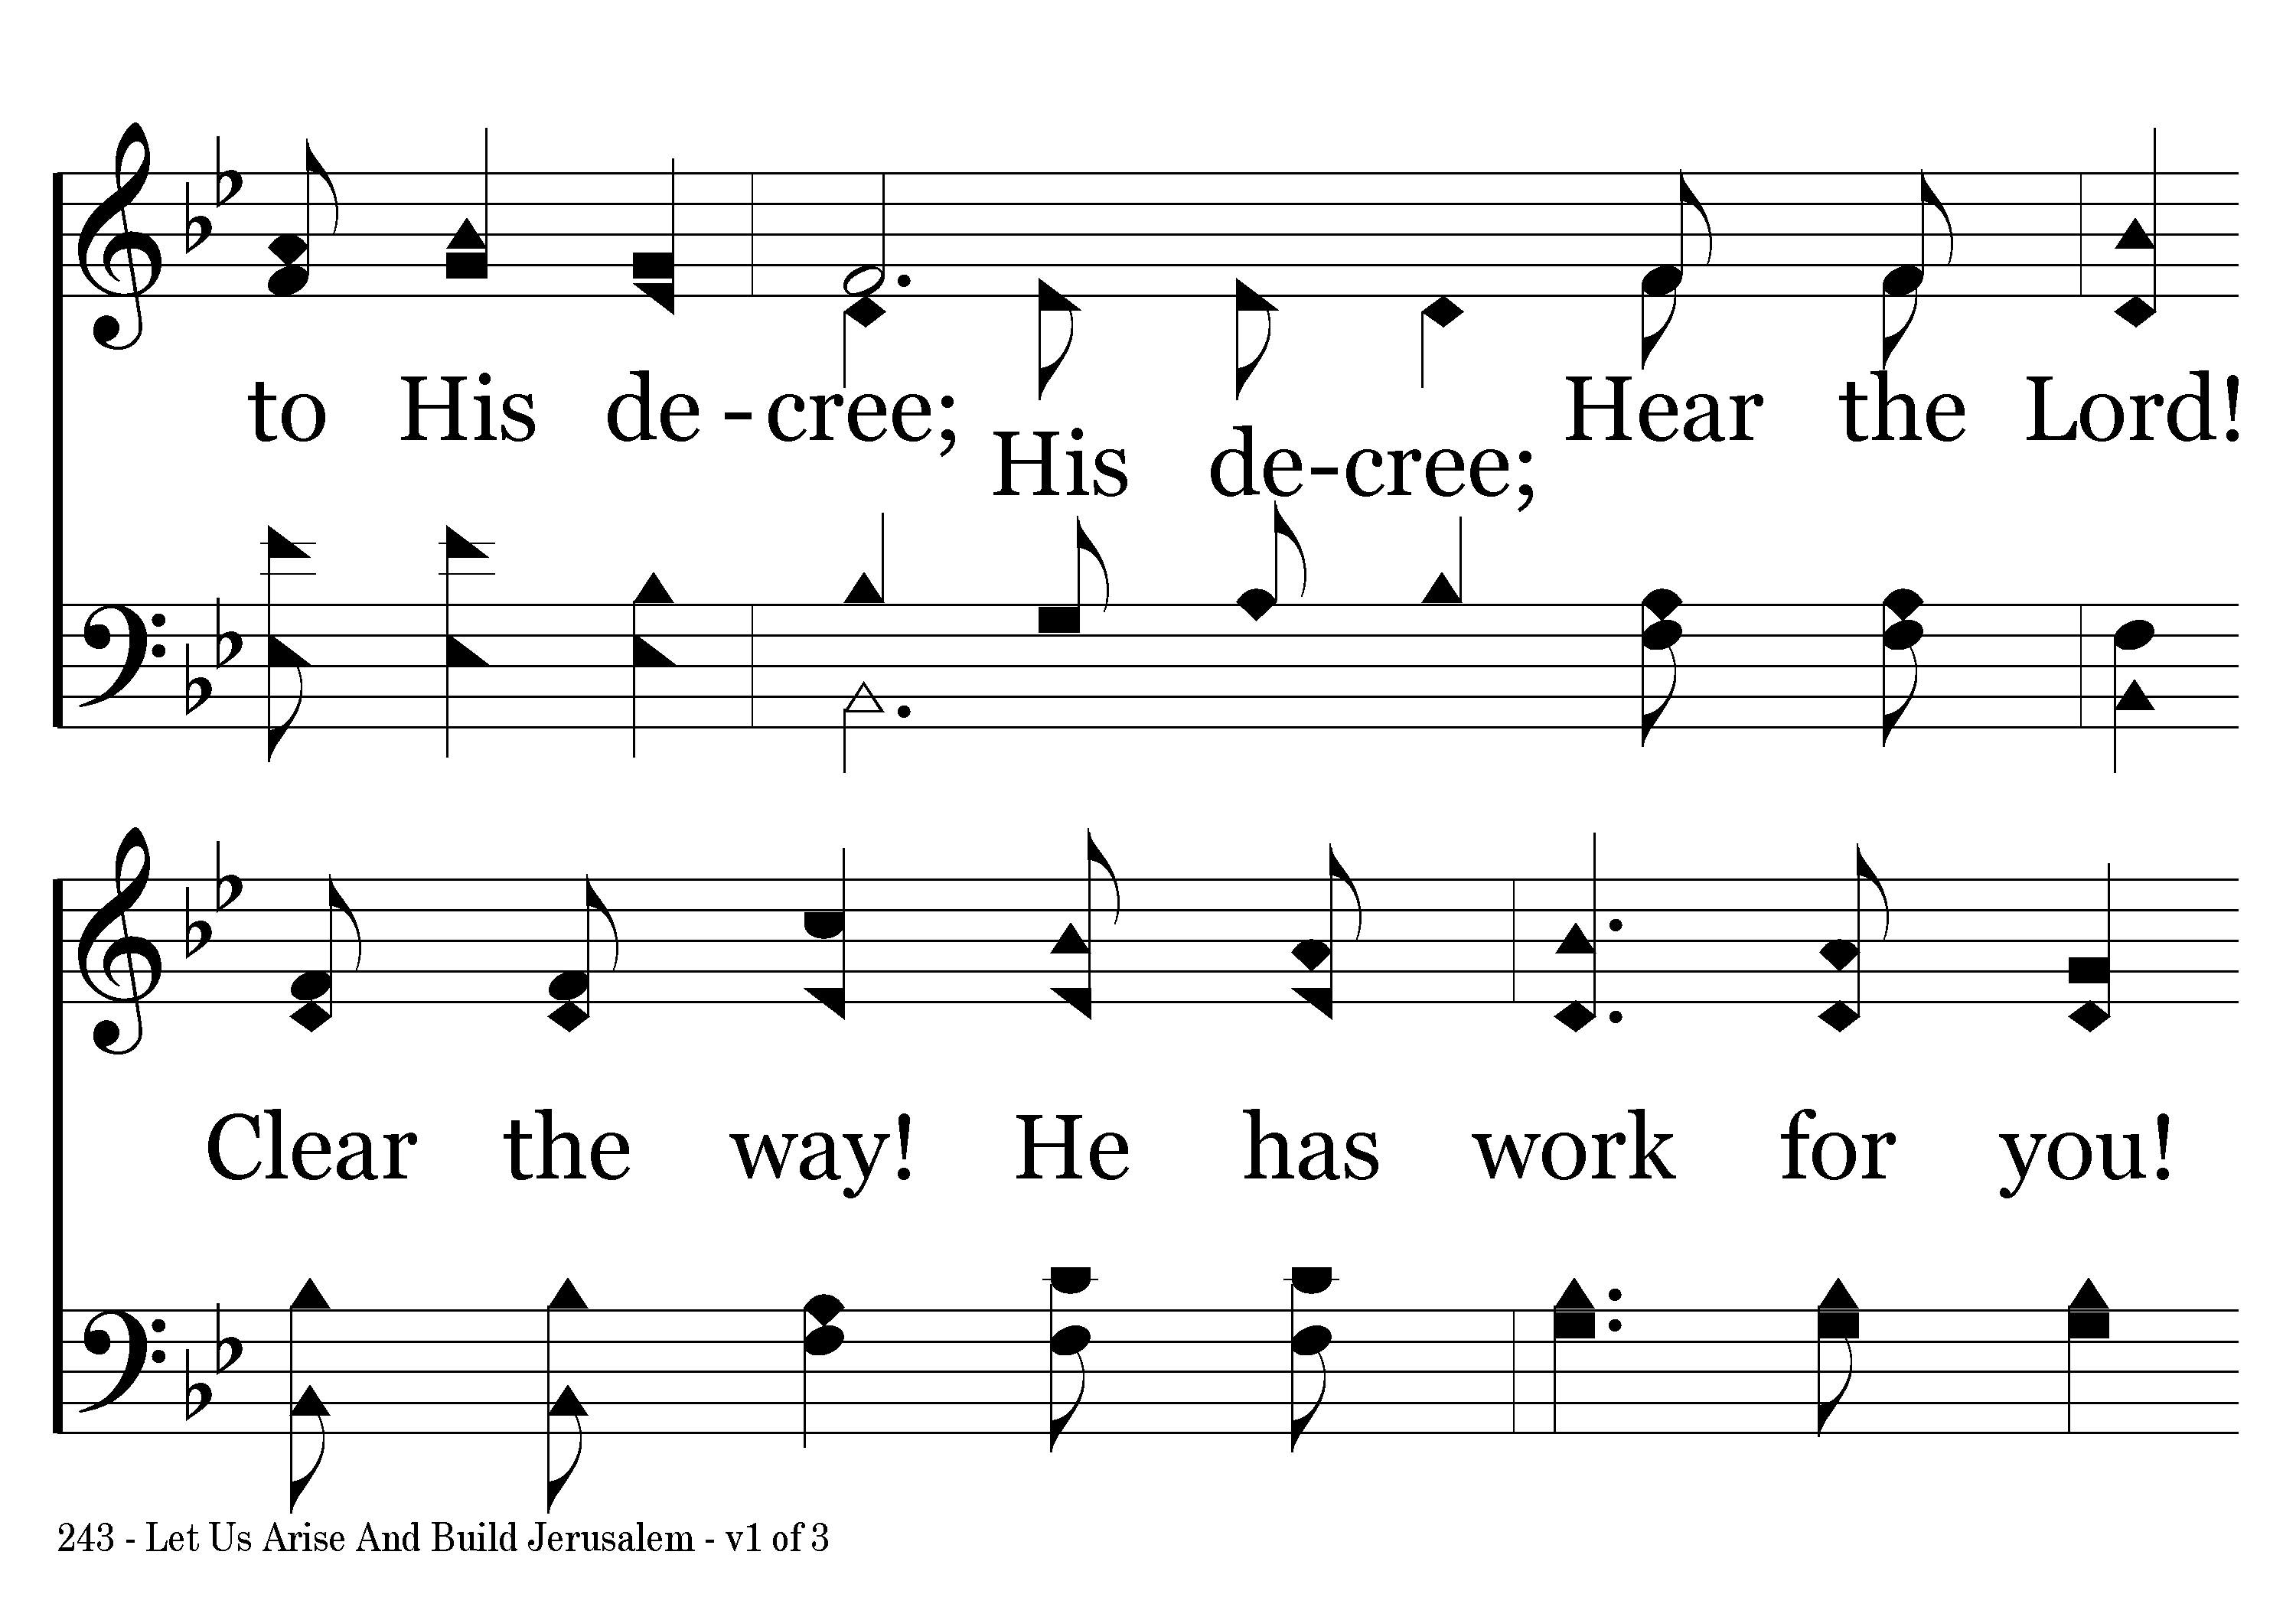 to His de - cree; Hear the Lord!
His de-cree;
Clear the way! He has work for you!
243 - Let Us Arise And Build Jerusalem - v1 of 3